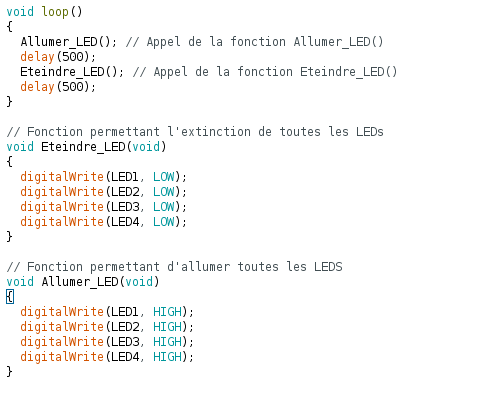 void loop()
{
  Allumer_LED(); // Appel de la fonction Allumer_LED()
  delay(500);
  Eteindre_LED(); // Appel de la fonction Eteindre_LED()
  delay(500);
}

// Fonction permettant l'extinction de toutes les LEDs
void Eteindre_LED(void)
{
  digitalWrite(LED1, LOW);
  digitalWrite(LED2, LOW);
  digitalWrite(LED3, LOW);
  digitalWrite(LED4, LOW);
}

// Fonction permettant d'allumer toutes les LEDS
void Allumer_LED(void)
{
  digitalWrite(LED1, HIGH);
  digitalWrite(LED2, HIGH);
  digitalWrite(LED3, HIGH);
  digitalWrite(LED4, HIGH);
}